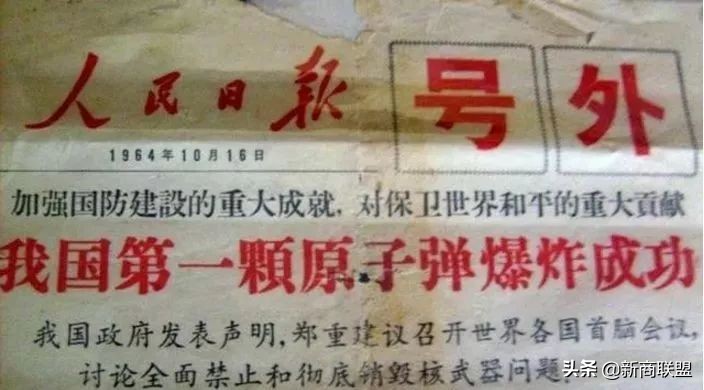 人民日报 号外
1964年10月16日
加强国防建設的重大成就，对保卫世界和平的重大貢献
我国第一顆原子弹爆炸成功
我国政府发表声明，郑重建议召开世界各国首脑会议，
讨论全面禁止和彻底销毁核武器问题
头条 @新商联盟